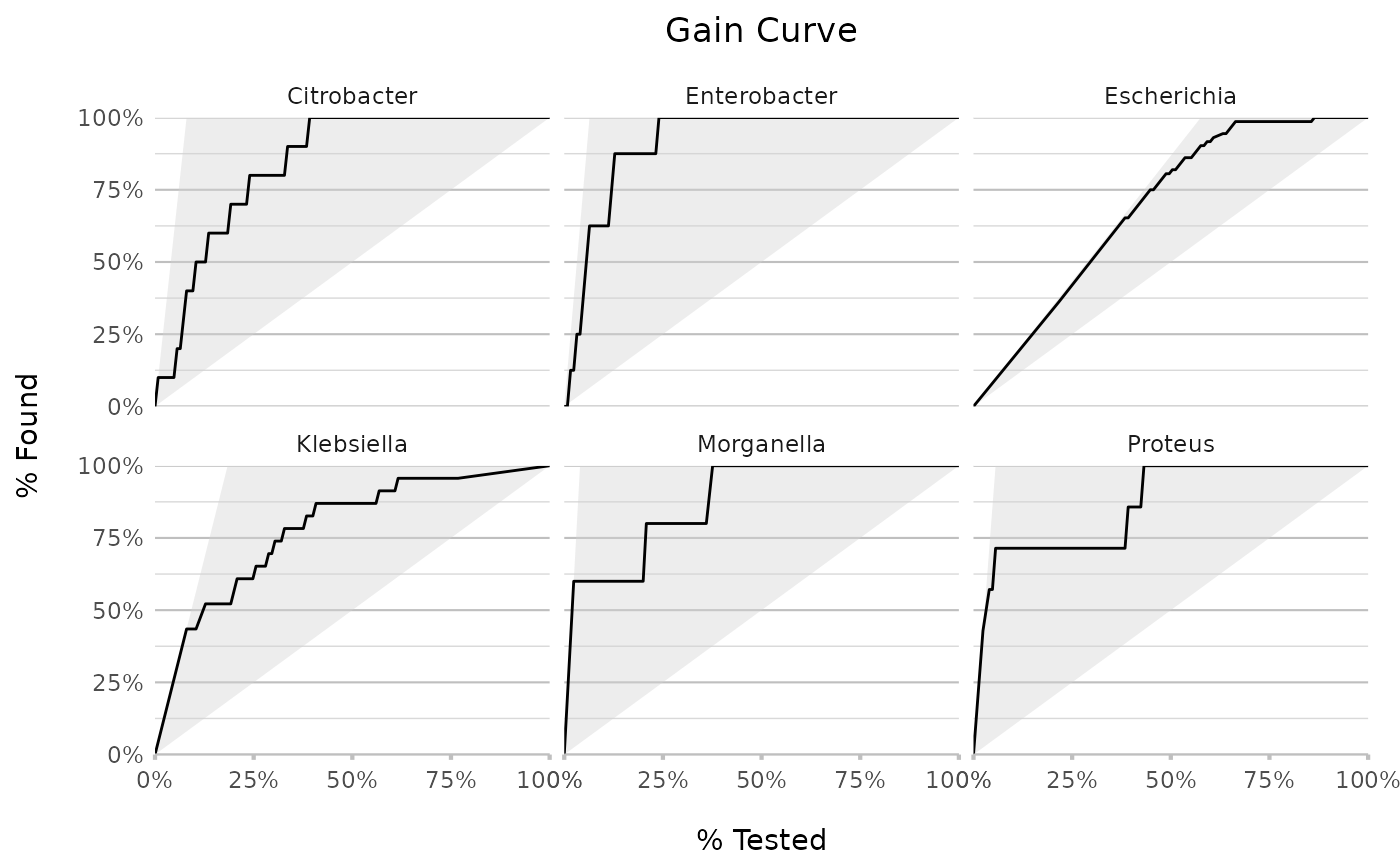 Gain Curve
Citrobacter Enterobacter Escherichia
100%
75%
50%
25%
0%
Klebsiella Morganella Proteus
100%
75%
50%
25%
0%
0% 25% 50% 75% 100% 0% 25% 50% 75% 100% 0% 25% 50% 75% 100%
% Tested
% Found